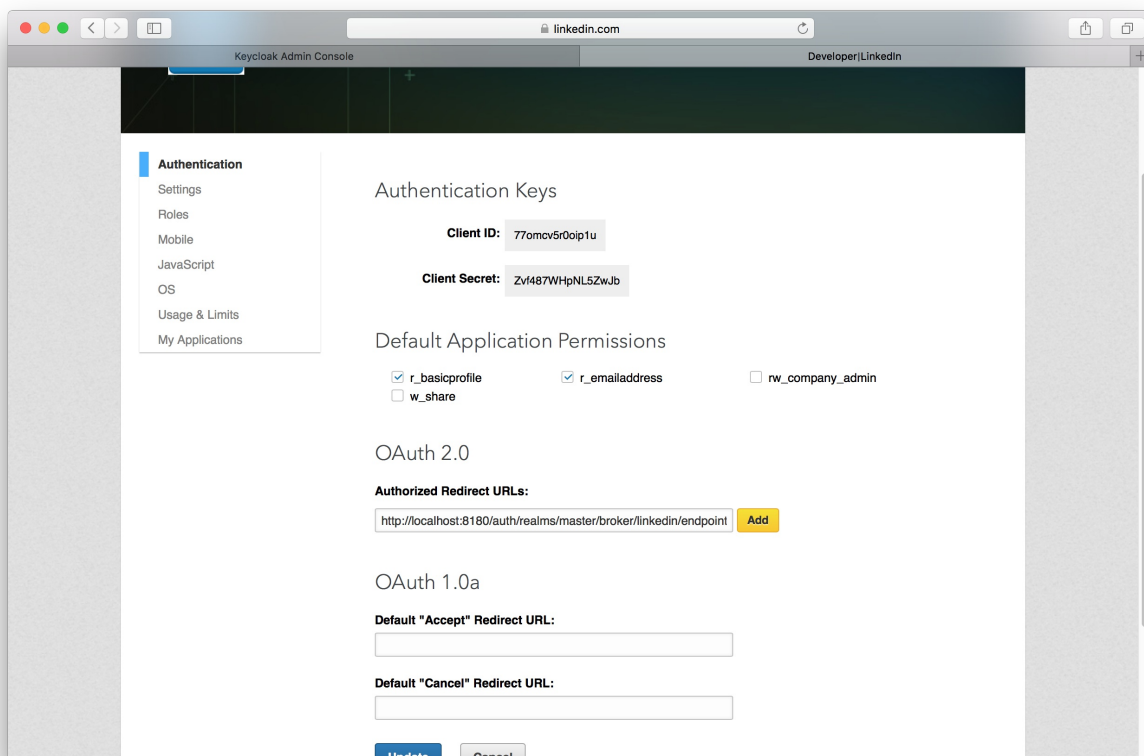 linkedin.com
Keycloak Admin Console
Developer|LinkedIn
Authentication
Settings
Roles
Mobile
JavaScript
OS
Usage & Limits
My Applications
Authentication Keys
Client ID: 77omcv5r0oip1u
Client Secret: Zvf487WHpNL5ZwJb
Default Application Permissions
r_basicprofile r_emailaddress rw_company_admin
w_share
OAuth 2.0
Authorized Redirect URLs:
http://localhost:8180/auth/realms/master/broker/linkedin/endpoint Add
OAuth 1.0a
Default "Accept" Redirect URL:
Default "Cancel" Redirect URL:
Update Cancel